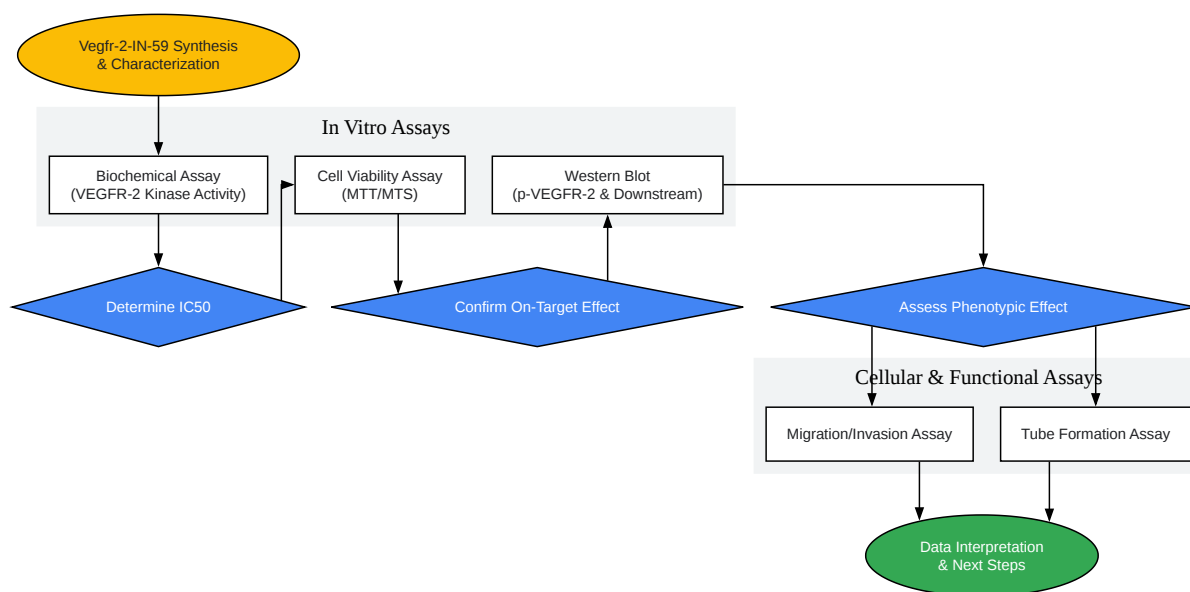 Vegfr-2-IN-59 Synthesis
& Characterization
In Vitro Assays
Biochemical Assay
(VEGFR-2 Kinase Activity)
Cell Viability Assay
(MTT/MTS)
Western Blot
(p-VEGFR-2 & Downstream)
Determine IC50
Confirm On-Target Effect
Assess Phenotypic Effect
Cellular & Functional Assays
Migration/Invasion Assay
Tube Formation Assay
Data Interpretation
& Next Steps